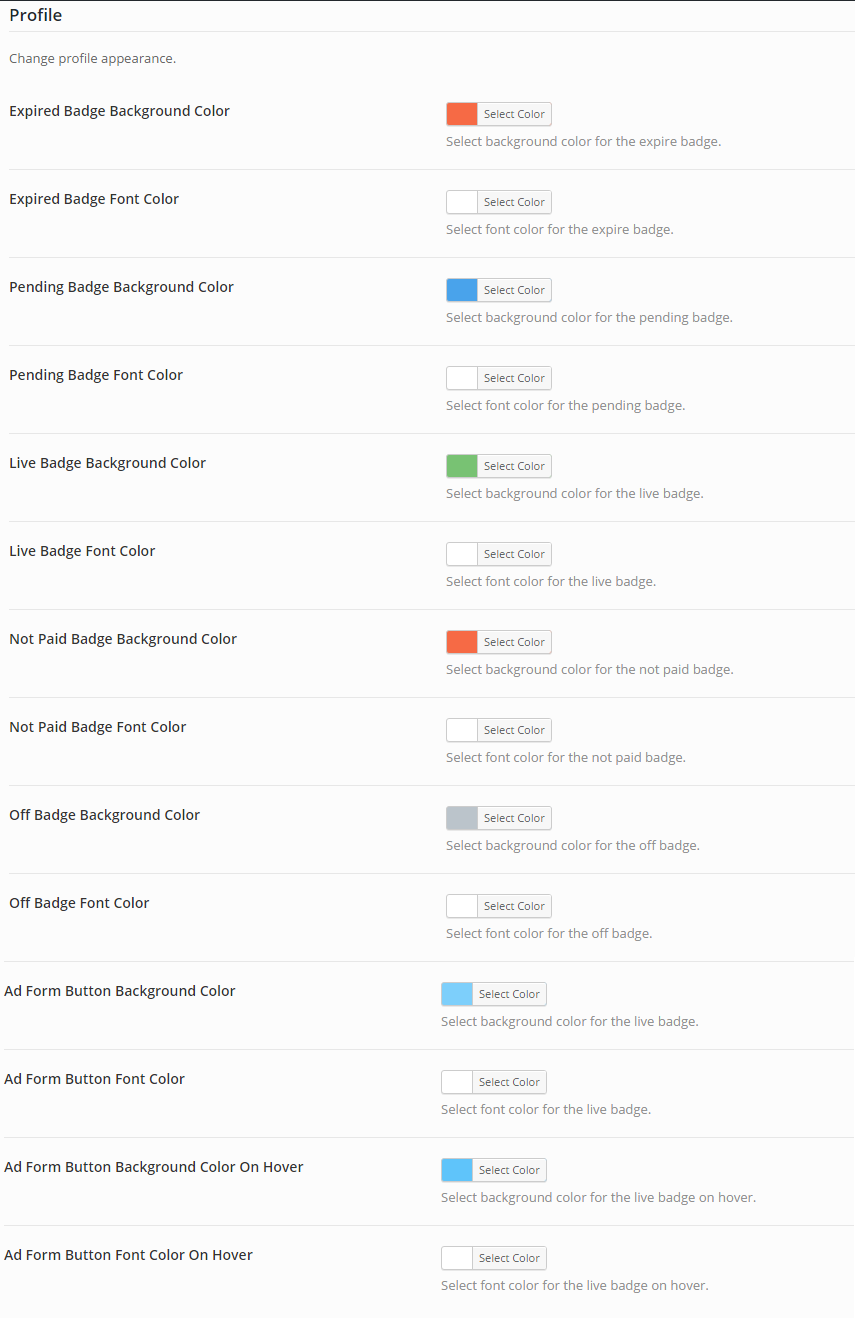 Profile
Change profile appearance.
Expired Badge Background Color
Select Color
Select background color for the expire badge.
Expired Badge Font Color
Select Color
Select font color for the expire badge.
Pending Badge Background Color
Select Color
Select background color for the pending badge.
Pending Badge Font Color
Select Color
Select font color for the pending badge.
Live Badge Background Color
Select Color
Select background color for the live badge.
Live Badge Font Color
Select Color
Select font color for the live badge.
Not Paid Badge Background Color
Select Color
Select background color for the not paid badge.
Not Paid Badge Font Color
Select Color
Select font color for the not paid badge.
Off Badge Background Color
Select Color
Select background color for the off badge.
Off Badge Font Color
Select Color
Select font color for the off badge.
Ad Form Button Background Color
Select Color
Select background color for the live badge.
Ad Form Button Font Color
Select Color
Select font color for the live badge.
Ad Form Button Background Color On Hover
Select Color
Select background color for the live badge on hover.
Ad Form Button Font Color On Hover
Select Color
Select font color for the live badge on hover.